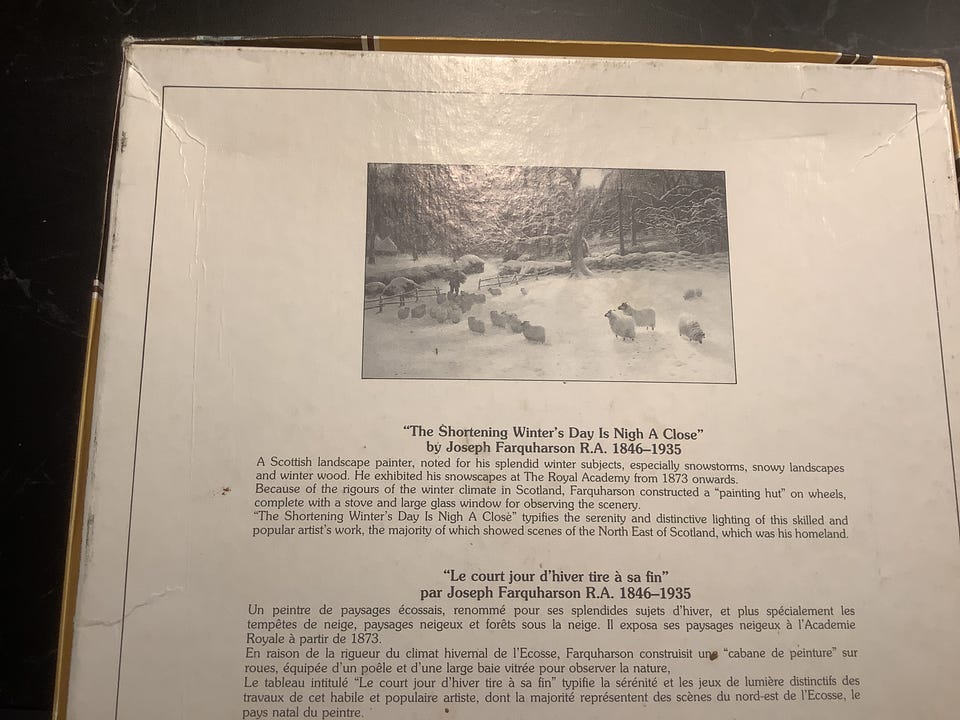 “The Shortening Winter’s Day Is Nigh A Close”
by Joseph Farquharson R.A. 1846–1935
A Scottish landscape painter, noted for his splendid winter subjects, especially snowstorms, snowy landscapes
and winter wood. He exhibited his snowscapes at The Royal Academy from 1873 onwards.
Because of the rigours of the winter climate in Scotland, Farquharson constructed a “painting hut” on wheels,
complete with a stove and large glass window for observing the scenery.
“The Shortening Winter’s Day Is Nigh A Close” typifies the serenity and distinctive lighting of this skilled and
popular artist’s work, the majority of which showed scenes of the North East of Scotland, which was his homeland.
“Le court jour d’hiver tire à sa fin”
par Joseph Farquharson R.A. 1846–1935
Un peintre de paysages écossais, renommé pour ses splendides sujets d’hiver, et plus spécialement les
tempêtes de neige, paysages neigeux et forêts sous la neige. Il exposa ses paysages neigeux à l’Academie
Royale à partir de 1873.
En raison de la rigueur du climat hivernal de l’Ecosse, Farquharson construisit une “cabane de peinture” sur
roues, équipée d’un poêle et d’une large baie vitrée pour observer la nature,
Le tableau intitulé “Le court jour d’hiver tire à sa fin” typifie la sérénité et les jeux de lumière distinctifs des
travaux de cet habile et populaire artiste, dont la majorité représentent des scènes du nord-est de l’Ecosse, le
pays natal du peintre.